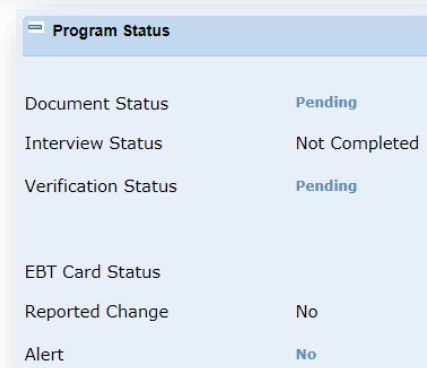 Program Status
Document Status Pending
Interview Status Not Completed
Verification Status Pending
EBT Card Status
Reported Change No
Alert No